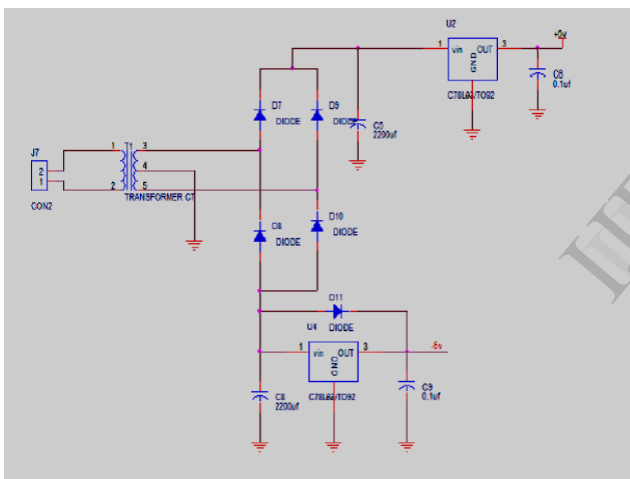 U2
+5v
1 vin OUT 3
GND
C6
0.1uf
D7
DIODE
D9
DIODE
C5
2200uf
J7
2
1
CON2
1
T1
3
4
2
5
TRANSFORMER CT
D8
DIODE
D10
DIODE
D11
DIODE
U4
1 vin OUT 3
GND
-5v
C8
2200uf
C9
0.1uf